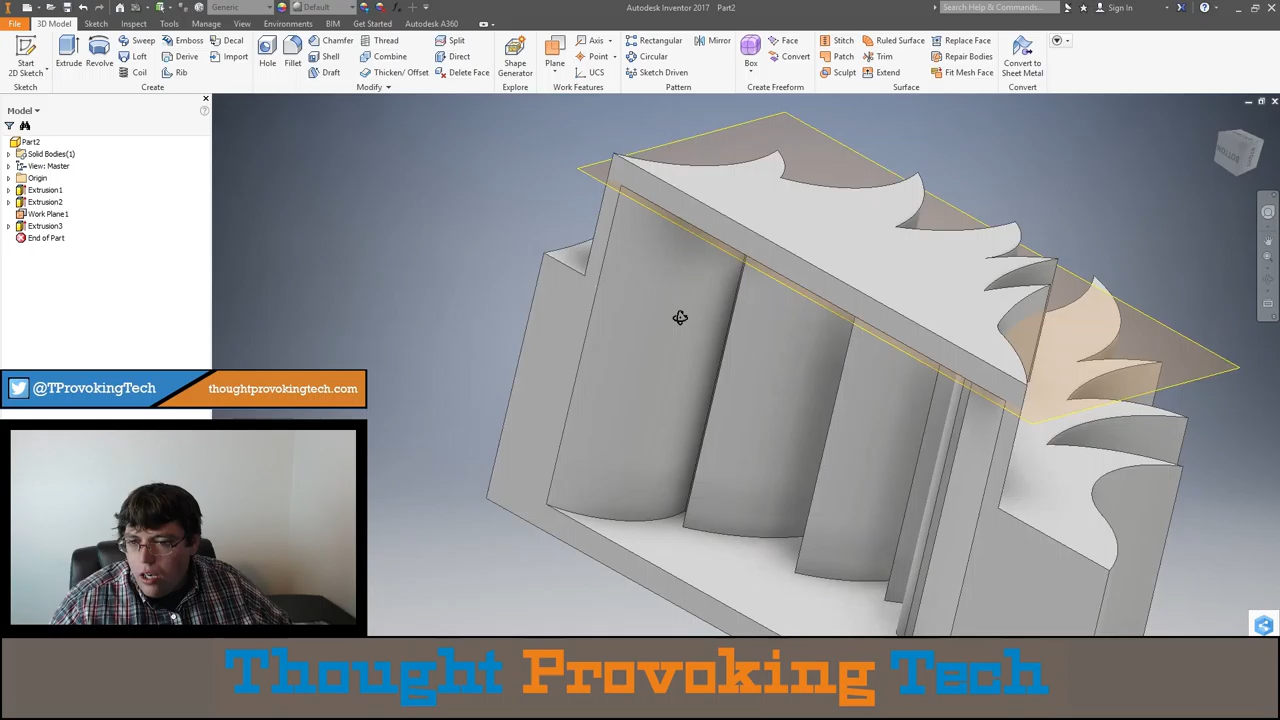 Generic
Default
Autodesk Inventor 2017 Part2
Search Help & Commands...
Sign In
File
3D Model
Sketch
Inspect
Tools
Manage
View
Environments
BIM
Get Started
Autodesk A360
Start
2D Sketch
Extrude
Revolve
Sweep
Loft
Coil
Emboss
Derive
Rib
Decal
Import
Hole
Fillet
Chamfer
Shell
Draft
Thread
Combine
Thicken/ Offset
Split
Direct
Delete Face
Shape
Generator
Plane
Axis
Point
UCS
Rectangular
Circular
Sketch Driven
Mirror
Box
Face
Convert
Stitch
Patch
Sculpt
Ruled Surface
Trim
Extend
Replace Face
Repair Bodies
Fit Mesh Face
Convert to
Sheet Metal
Sketch
Create
Modify
Explore
Work Features
Pattern
Create Freeform
Surface
Convert
Model
Part2
Solid Bodies(1)
View: Master
Origin
Extrusion1
Extrusion2
Work Plane1
Extrusion3
End of Part
BOTTOM
@TProvokingTech
thoughtprovokingtech.com
Thought Provoking Tech